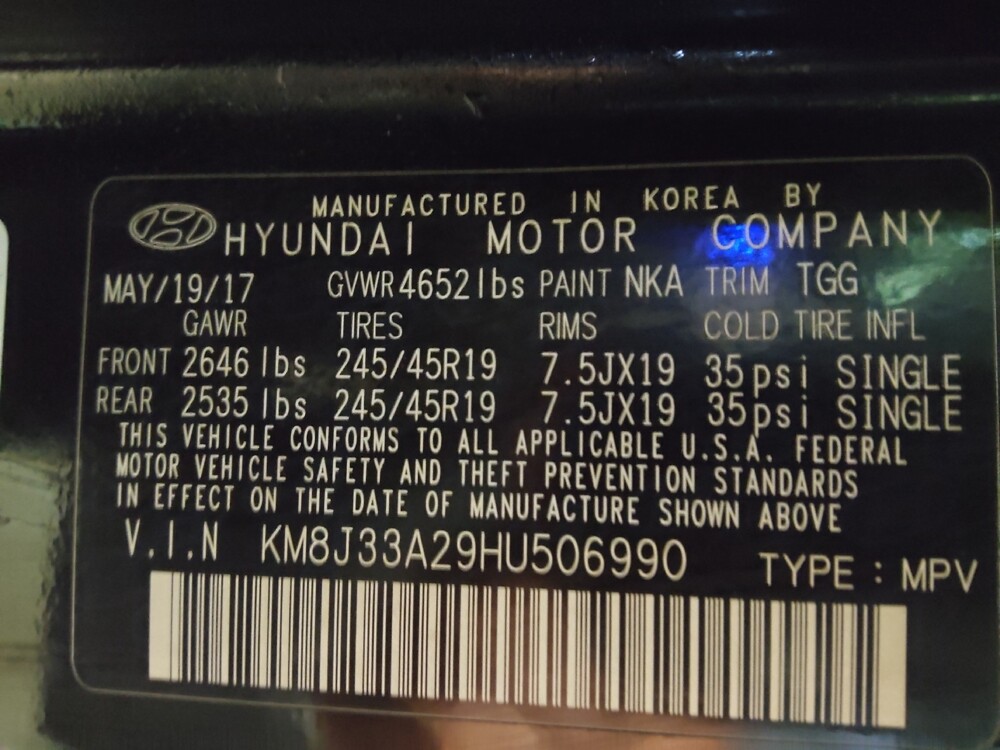 MANUFACTURED IN KOREA BY
HYUNDAI MOTOR COMPANY
MAY/19/17 GVWR 4652 lbs PAINT NKA TRIM TGG
GAWR TIRES RIMS COLD TIRE INFL
FRONT 2646 lbs 245/45R19 7.5JX19 35psi SINGLE
REAR 2535 lbs 245/45R19 7.5JX19 35psi SINGLE
THIS VEHICLE CONFORMS TO ALL APPLICABLE U.S.A. FEDERAL
MOTOR VEHICLE SAFETY AND THEFT PREVENTION STANDARDS
IN EFFECT ON THE DATE OF MANUFACTURE SHOWN ABOVE
V.I.N KM8J33A29HU506990 TYPE : MPV